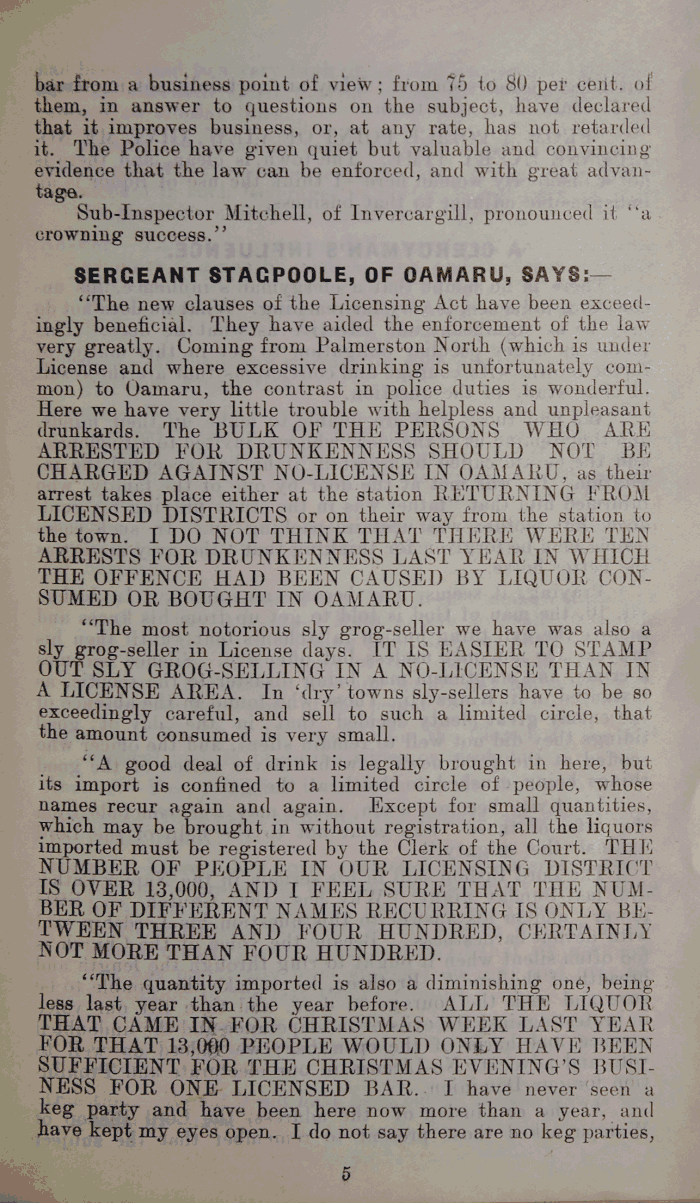 bar from a business point of view; from 75 to 80 per cent. of
them, in answer to questions on the subject, have declared
that it improves business, or, at any rate, has not retarded
it. The Police have given quiet but valuable and convincing
evidence that the law can be enforced, and with great advan-
tage.
Sub-Inspector Mitchell, of Invercargill, pronounced it “a
crowning success.”
SERGEANT STAGPOOLE, OF OAMARU, SAYS:—
“The new clauses of the Licensing Act have been exceed-
ingly beneficial. They have aided the enforcement of the law
very greatly. Coming from Palmerston North (which is under
License and where excessive drinking is unfortunately com-
mon) to Oamaru, the contrast in police duties is wonderful.
Here we have very little trouble with helpless and unpleasant
drunkards. The BULK OF THE PERSONS WHO ARE
ARRESTED FOR DRUNKENNESS SHOULD NOT BE
CHARGED AGAINST NO-LICENSE IN OAMARU, as their
arrest takes place either at the station RETURNING FROM
LICENSED DISTRICTS or on their way from the station to
the town. I DO NOT THINK THAT THERE WERE TEN
ARRESTS FOR DRUNKENNESS LAST YEAR IN WHICH
THE OFFENCE HAD BEEN CAUSED BY LIQUOR CON-
SUMED OR BOUGHT IN OAMARU.
“The most notorious sly grog-seller we have was also a
sly grog-seller in License days. IT IS EASIER TO STAMP
OUT SLY GROG-SELLING IN A NO-LICENSE THAN IN
A LICENSE AREA. In ‘dry’ towns sly-sellers have to be so
exceedingly careful, and sell to such a limited circle, that
the amount consumed is very small.
“A good deal of drink is legally brought in here, but
its import is confined to a limited circle of people, whose
names recur again and again. Except for small quantities,
which may be brought in without registration, all the liquors
imported must be registered by the Clerk of the Court. THE
NUMBER OF PEOPLE IN OUR LICENSING DISTRICT
IS OVER 13,000, AND I FEEL SURE THAT THE NUM-
BER OF DIFFERENT NAMES RECURRING IS ONLY BE-
TWEEN THREE AND FOUR HUNDRED, CERTAINLY
NOT MORE THAN FOUR HUNDRED.
“The quantity imported is also a diminishing one, being
less last year than the year before. ALL THE LIQUOR
THAT CAME IN FOR CHRISTMAS WEEK LAST YEAR
FOR THAT 13,000 PEOPLE WOULD ONLY HAVE BEEN
SUFFICIENT FOR THE CHRISTMAS EVENING’S BUSI-
NESS FOR ONE LICENSED BAR. I have never seen a
keg party and have been here now more than a year, and
have kept my eyes open. I do not say there are no keg parties,
5